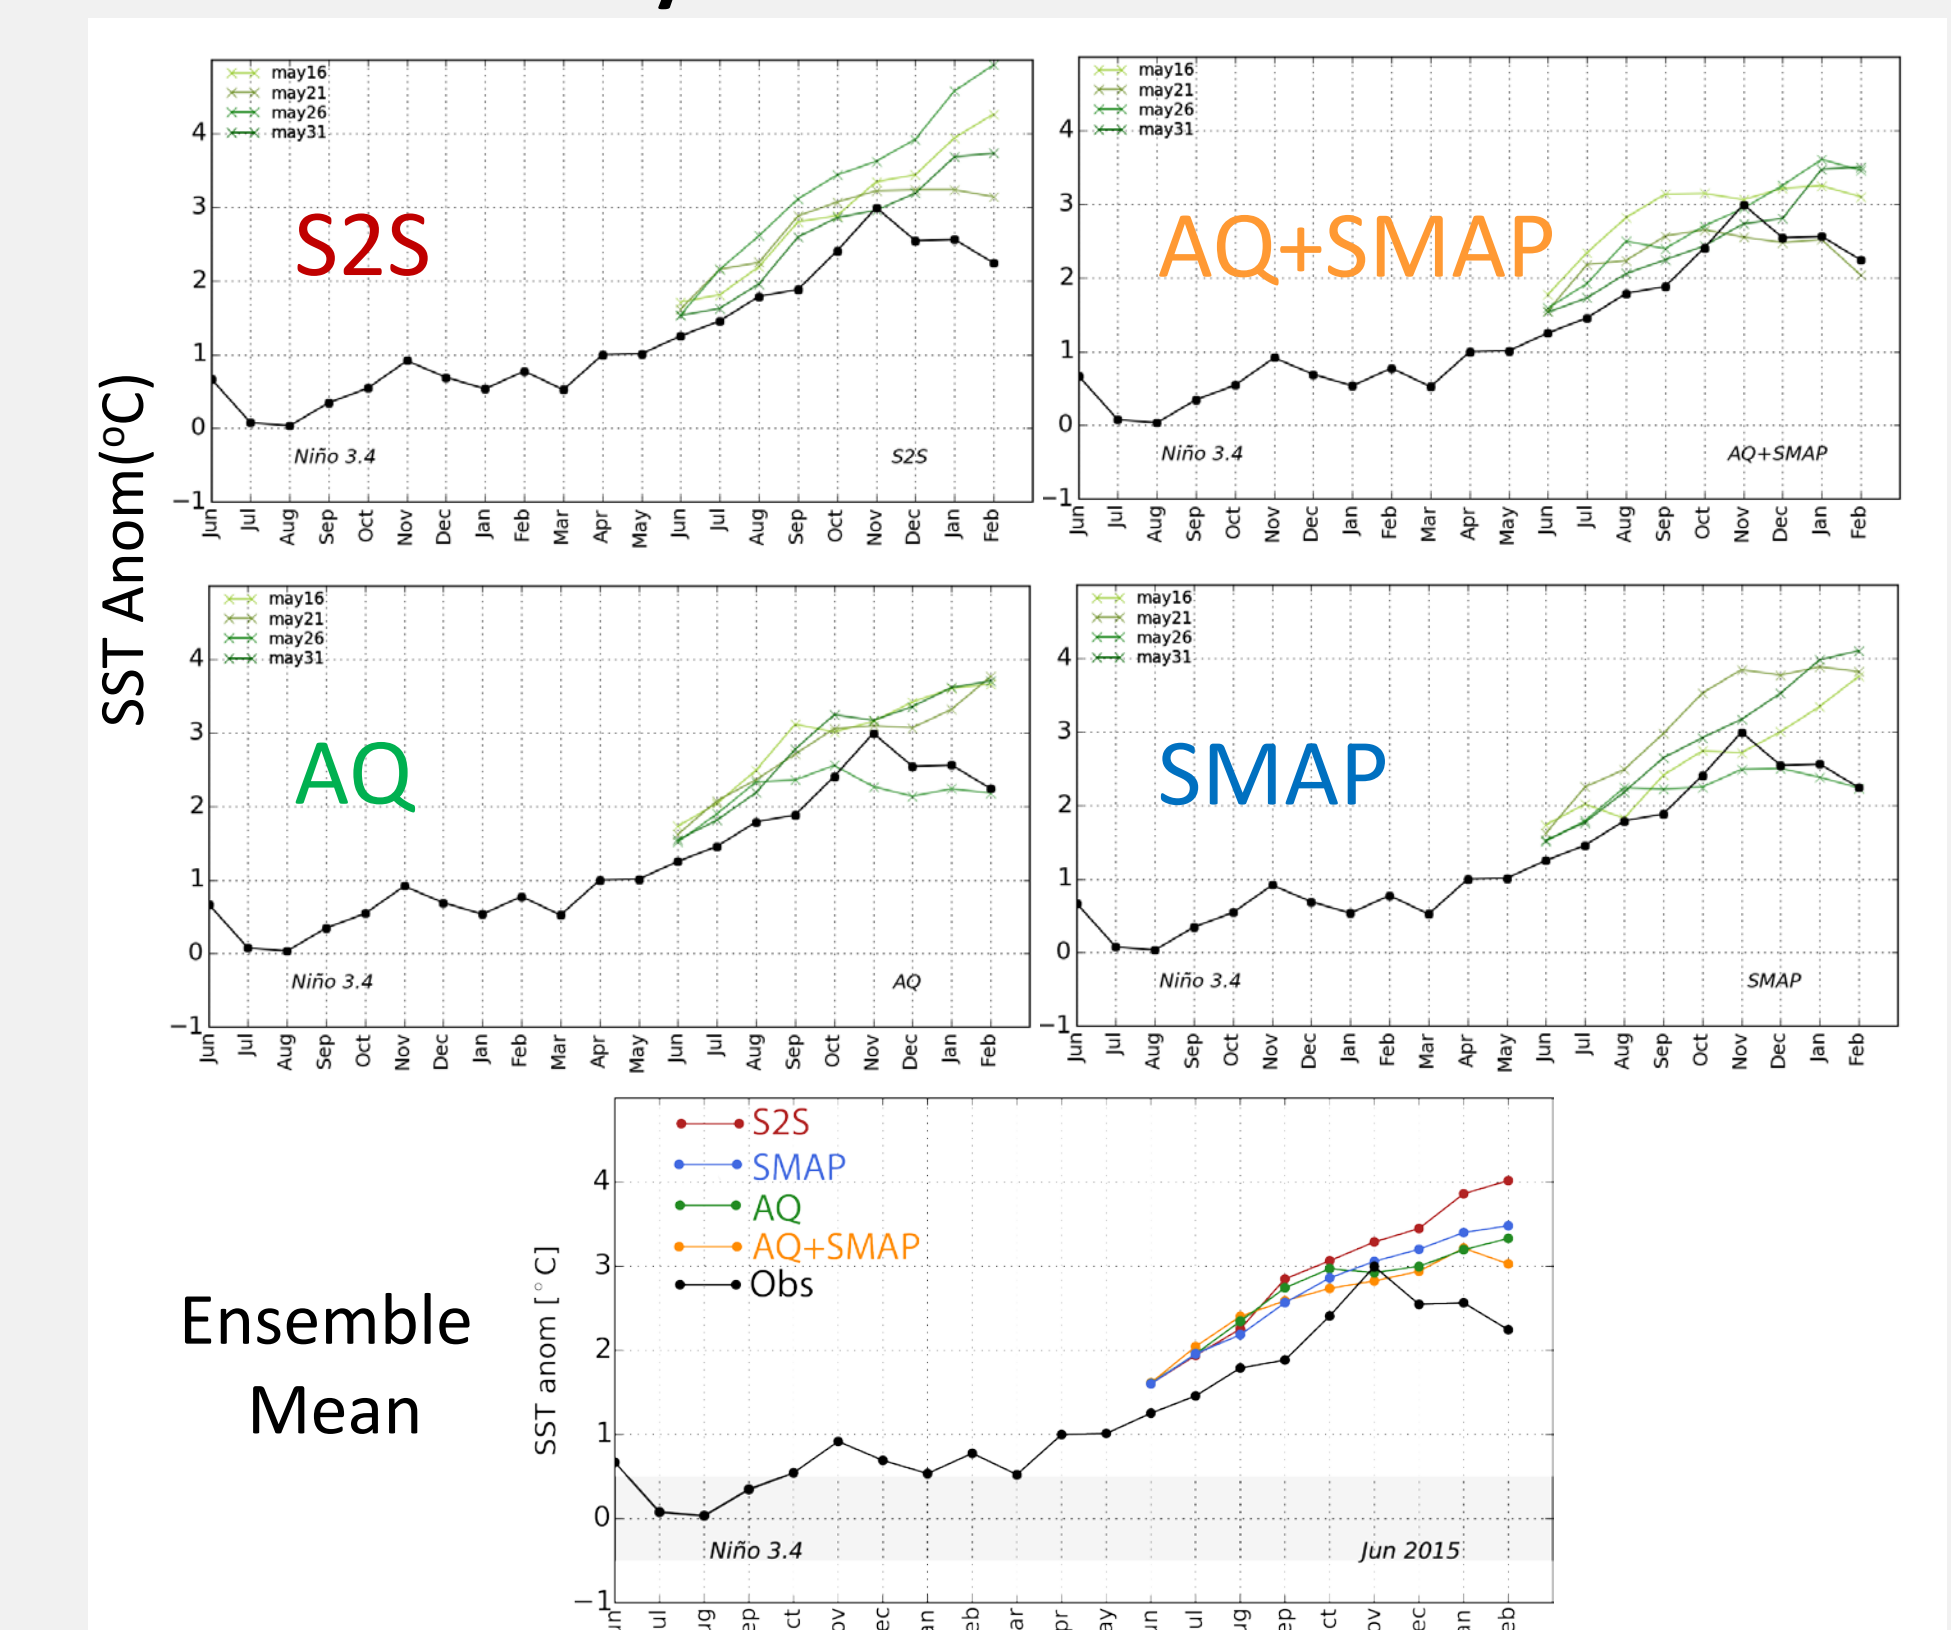 SST Anom(°C)
may16
may21
may26
may31
4
3
2
1
0
−1
S2S
Niño 3.4
S2S
Jun
Jul
Aug
Sep
Oct
Nov
Dec
Jan
Feb
Mar
Apr
May
Jun
Jul
Aug
Sep
Oct
Nov
Dec
Jan
Feb
may16
may21
may26
may31
4
3
2
1
0
−1
AQ+SMAP
Niño 3.4
AQ+SMAP
Jun
Jul
Aug
Sep
Oct
Nov
Dec
Jan
Feb
Mar
Apr
May
Jun
Jul
Aug
Sep
Oct
Nov
Dec
Jan
Feb
may16
may21
may26
may31
4
3
2
1
0
−1
AQ
Niño 3.4
AQ
Jun
Jul
Aug
Sep
Oct
Nov
Dec
Jan
Feb
Mar
Apr
May
Jun
Jul
Aug
Sep
Oct
Nov
Dec
Jan
Feb
may16
may21
may26
may31
4
3
2
1
0
−1
SMAP
Niño 3.4
SMAP
Jun
Jul
Aug
Sep
Oct
Nov
Dec
Jan
Feb
Mar
Apr
May
Jun
Jul
Aug
Sep
Oct
Nov
Dec
Jan
Feb
Ensemble
Mean
SST anom [°C]
S2S
SMAP
AQ
AQ+SMAP
Obs
4
3
2
1
0
−1
Niño 3.4
Jun 2015